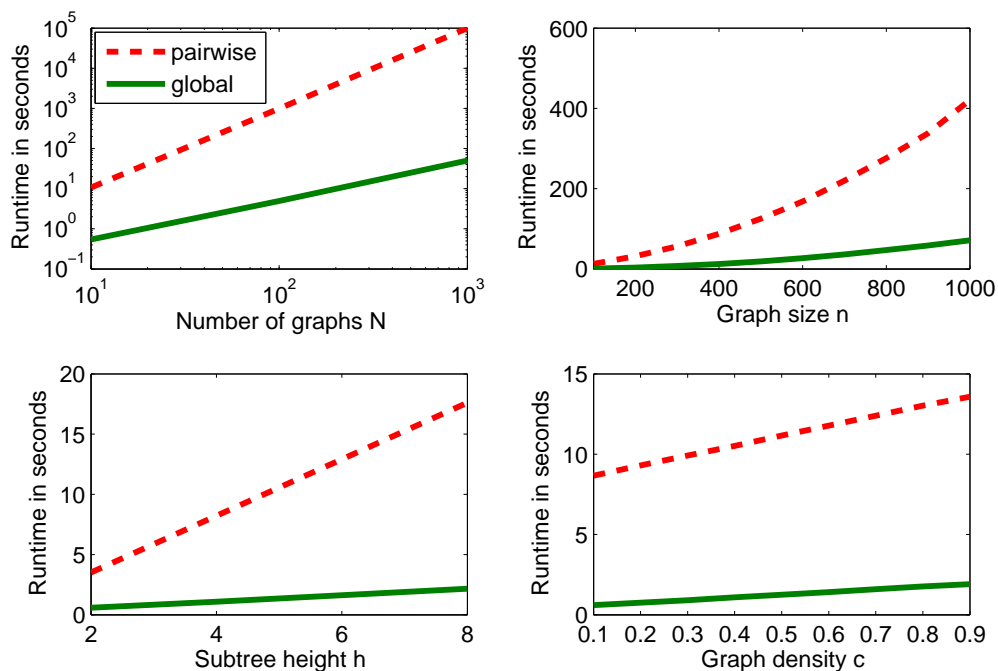 10^5
10^4
10^3
10^2
10^1
10^0
10^-1
Runtime in seconds
pairwise
global
10^1 10^2 10^3
Number of graphs N
600
400
200
0
Runtime in seconds
200 400 600 800 1000
Graph size n
20
15
10
5
0
Runtime in seconds
2 4 6 8
Subtree height h
15
10
5
0
Runtime in seconds
0.1 0.2 0.3 0.4 0.5 0.6 0.7 0.8 0.9
Graph density c